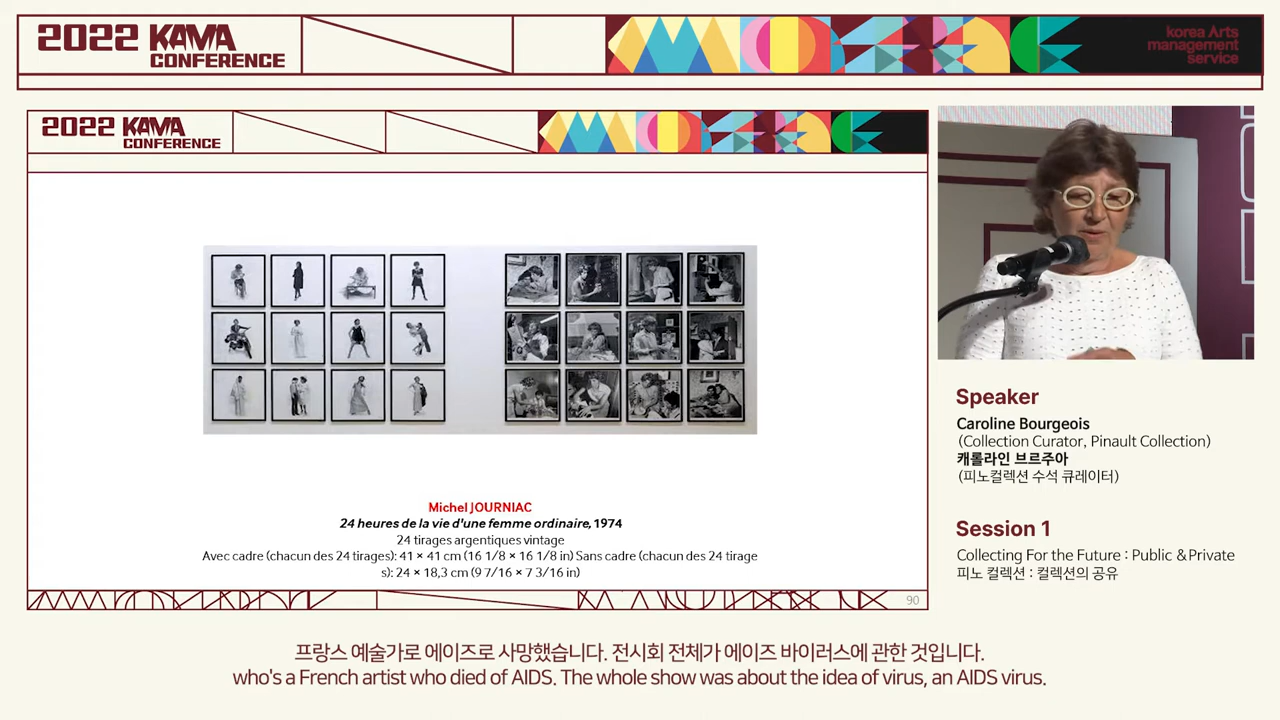 2022 KAMA
CONFERENCE
korea Arts
management
service
2022 KAMA
CONFERENCE
Michel JOURNIAC
24 heures de la vie d'une femme ordinaire, 1974
24 tirages argentiques vintage
Avec cadre (chacun des 24 tirages): 41 × 41 cm (16 1/8 × 16 1/8 in) Sans cadre (chacun des 24 tirage
s): 24 × 18,3 cm (9 7/16 × 7 3/16 in)
90
Speaker
Caroline Bourgeois
(Collection Curator, Pinault Collection)
캐롤라인 브르주아
(피노컬렉션 수석 큐레이터)
Session 1
Collecting For the Future : Public & Private
피노 컬렉션 : 컬렉션의 공유
프랑스 예술가로 에이즈로 사망했습니다. 전시회 전체가 에이즈 바이러스에 관한 것입니다.
who's a French artist who died of AIDS. The whole show was about the idea of virus, an AIDS virus.